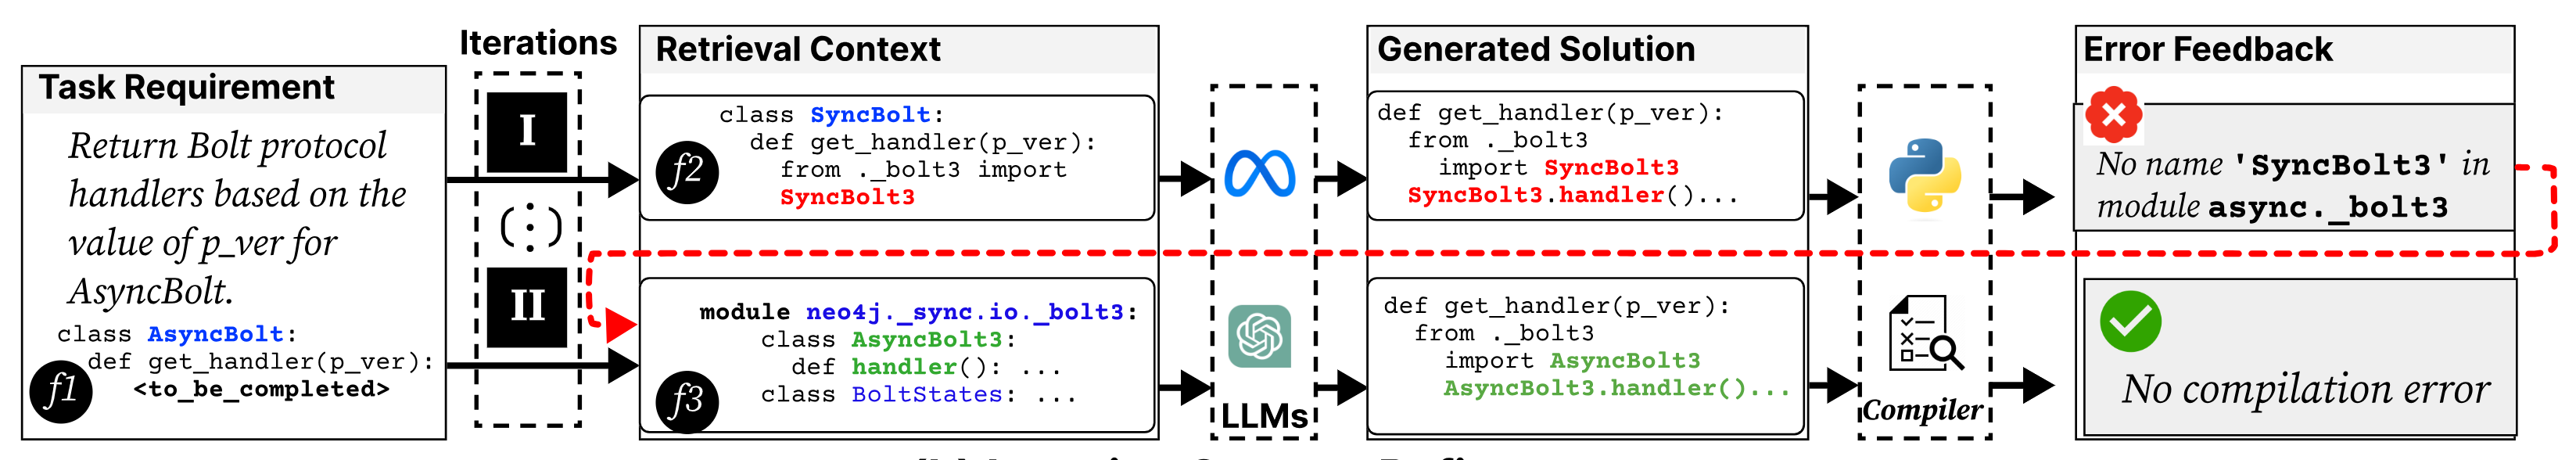 Task Requirement
Return Bolt protocol
handlers based on the
value of p_ver for
AsyncBolt.
class AsyncBolt:
def get_handler(p_ver):
<to_be_completed>
f1
Iterations
I
(:)
II
Retrieval Context
class SyncBolt:
def get_handler(p_ver):
from ._bolt3 import
SyncBolt3
f2
module neo4j._sync.io._bolt3:
class AsyncBolt3:
def handler(): ...
class BoltStates: ...
f3
LLMs
Generated Solution
def get_handler(p_ver):
from ._bolt3
import SyncBolt3
SyncBolt3.handler()...
def get_handler(p_ver):
from ._bolt3
import AsyncBolt3
AsyncBolt3.handler()...
Compiler
Error Feedback
No name 'SyncBolt3' in
module async._bolt3
No compilation error